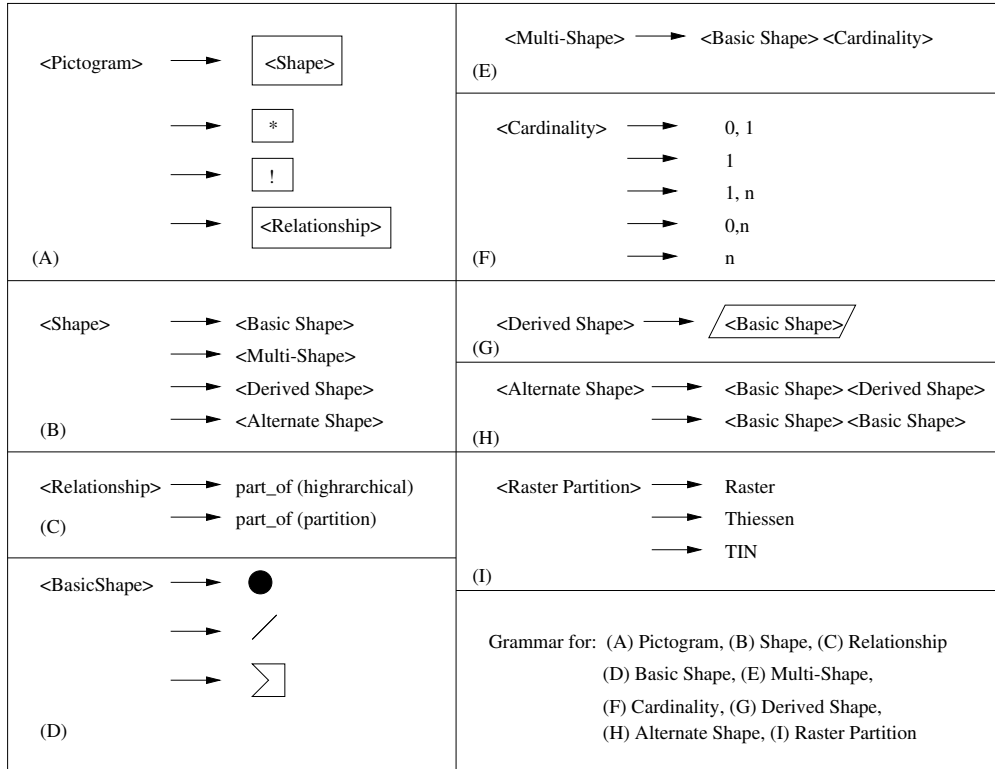 <Pictogram>
<Shape>
*
!
<Relationship>
(A)
<Shape>
<Basic Shape>
<Multi-Shape>
<Derived Shape>
<Alternate Shape>
(B)
<Relationship>
part_of (highrarchical)
part_of (partition)
(C)
<BasicShape>
(D)
<Multi-Shape>
<Basic Shape> <Cardinality>
(E)
<Cardinality>
0, 1
1
1, n
0,n
n
(F)
<Derived Shape>
<Basic Shape>
(G)
<Alternate Shape>
<Basic Shape> <Derived Shape>
<Basic Shape> <Basic Shape>
(H)
<Raster Partition>
Raster
Thiessen
TIN
(I)
Grammar for: (A) Pictogram, (B) Shape, (C) Relationship
(D) Basic Shape, (E) Multi-Shape,
(F) Cardinality, (G) Derived Shape,
(H) Alternate Shape, (I) Raster Partition